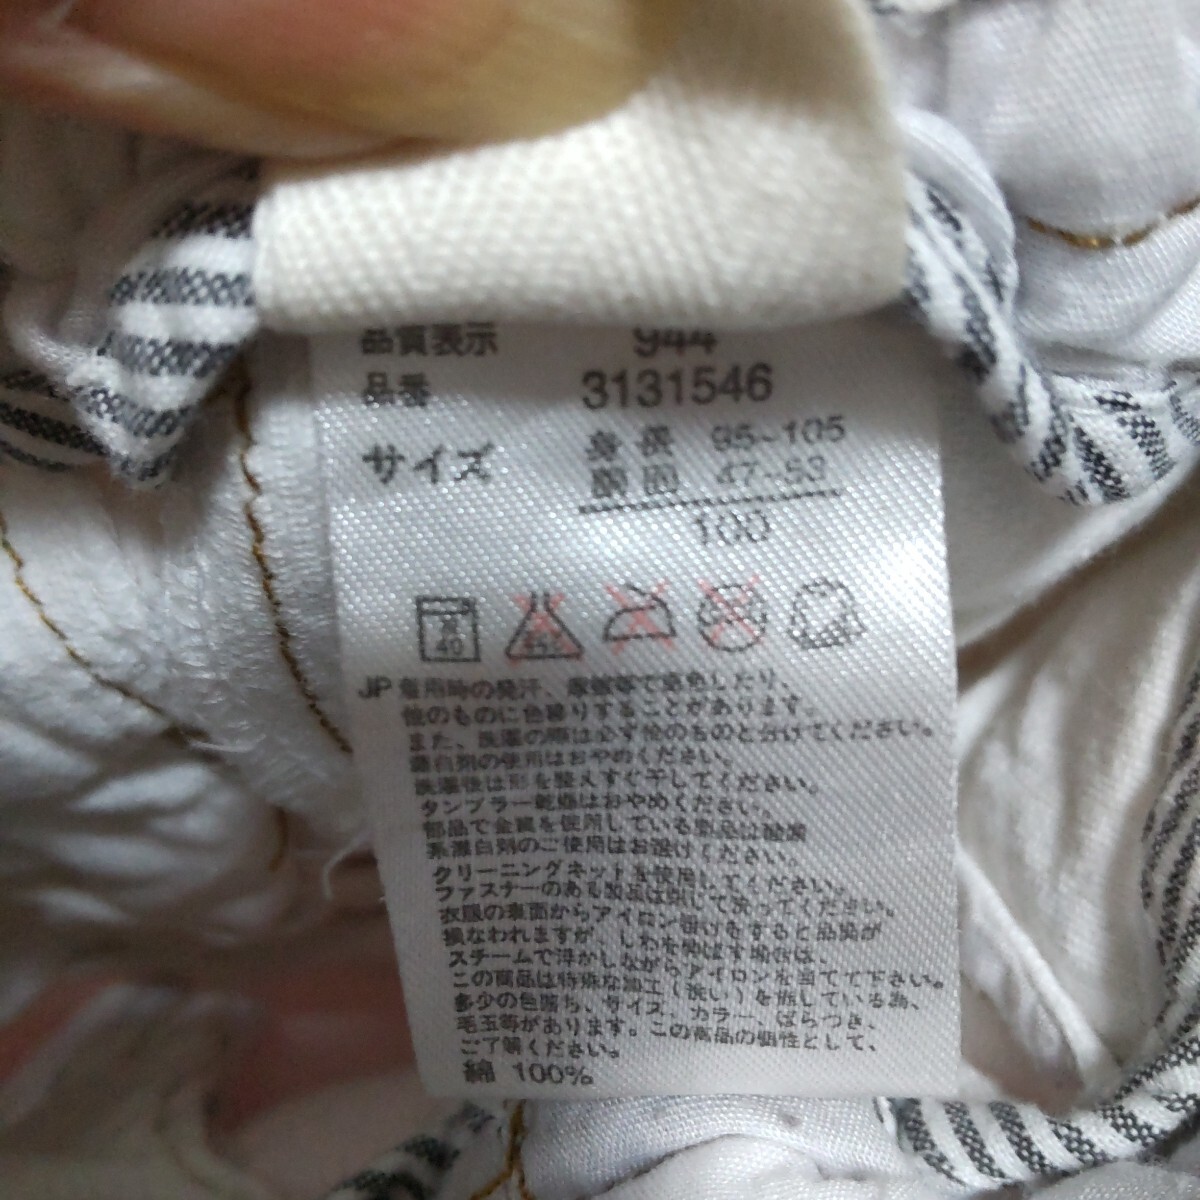 品質表示 944
品番 3131546
サイズ 身長 95~105
胴囲 47~53
100
40
JP 着用時の発汗、摩擦等で変色したり、
他のものに色移りすることがあります。
また、洗濯の際は必ず他のものと分けてください。
漂白剤の使用はおやめください。
洗濯後は形を整えすぐ干してください。
タンブラー乾燥はおやめください。
部品で金属を使用している製品は酸素
系漂白剤のご使用はお避けください。
クリーニングネットを使用してください。
ファスナーのある製品は閉じて洗ってください。
衣服の表面からアイロン掛けをすると品質が
損なわれますが、しわを伸ばす場合は、
スチームで浮かしながらアイロンを当てて下さい。
この商品は特殊な加工(洗い)を施している為、
多少の色落ち、サイズ、カラー、ばらつき、
毛玉等があります。この商品の個性として、
ご了解ください。
綿 100%